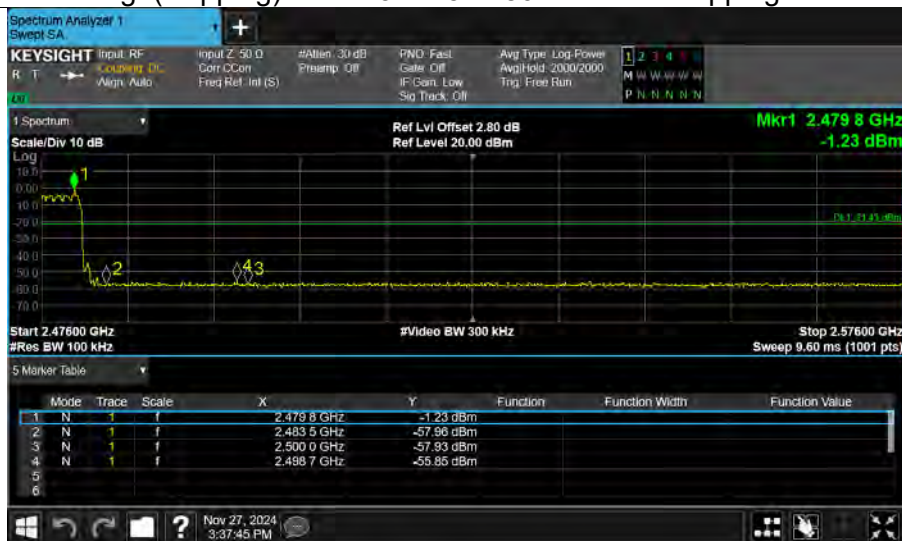 Spectrum Analyzer 1
Swept SA
+
KEYSIGHT Input: RF Input Z: 50 Ω #Atten: 30 dB PNO: Fast Avg Type: Log-Power 1 2 3 4 5 6
R T Coupling: DC Corr CCorr Preamp: Off Gate: Off Avg|Hold: 2000/2000 M W W W W W
Align: Auto Freq Ref: Int (S) IF Gain: Low Trig: Free Run P N N N N N
Sig Track: Off
1 Spectrum Ref Lvl Offset 2.80 dB Mkr1 2.479 8 GHz
Scale/Div 10 dB Ref Level 20.00 dBm -1.23 dBm
Log
10.0
0.00
1
2
4 3
Start 2.47600 GHz #Video BW 300 kHz Stop 2.57600 GHz
#Res BW 100 kHz Sweep 9.60 ms (1001 pts)
5 Marker Table
Mode Trace Scale X Y Function Function Width Function Value
1 N 1 f 2.479 8 GHz -1.23 dBm
2 N 1 f 2.483 5 GHz -57.96 dBm
3 N 1 f 2.500 0 GHz -57.93 dBm
4 N 1 f 2.498 7 GHz -55.85 dBm
5
6
? Nov 27, 2024
3:37:45 PM